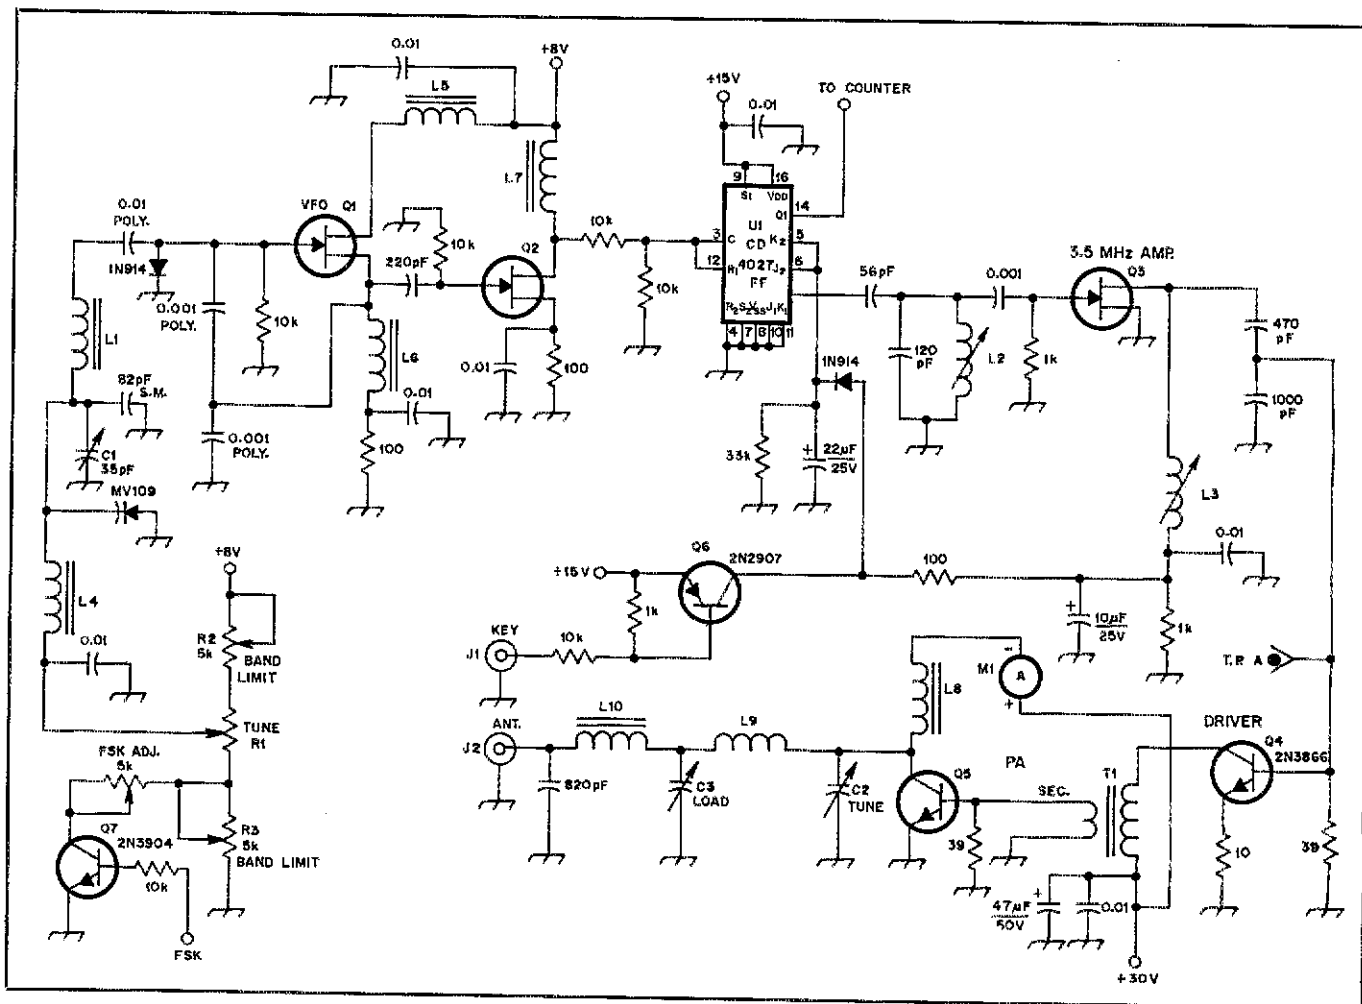 0.01
+8V
L5
+15V
TO COUNTER
0.01
L7
9
16
S1
VDD
14
Q1
0.01
POLY.
VFO
Q1
1N914
0.001
POLY.
10k
220pF
10k
Q2
10k
10k
3
C
U1
CD
4027
FF
K2
5
12
R1
J2
6
R2
S2
VSS
J1
K1
4
7
8
10
11
56pF
0.001
3.5 MHz AMP.
Q3
470
pF
1000
pF
120
pF
L2
1k
L1
82pF
S.M.
C1
35pF
0.001
POLY.
L6
0.01
100
0.01
100
1N914
33k
+
22µF
25V
L3
0.01
MV109
+8V
L4
0.01
R2
5k
BAND
LIMIT
TUNE
R1
FSK ADJ.
5k
R3
5k
BAND LIMIT
Q7
2N3904
10k
FSK
Q6
2N2907
+15V
1k
100
+
10µF
25V
1k
KEY
J1
10k
ANT.
J2
L10
L9
L8
-
M1
A
+
T.P. A
DRIVER
Q4
2N3866
820pF
C3
LOAD
C2
TUNE
Q5
PA
SEC.
T1
39
10
39
+
47µF
50V
0.01
+30V